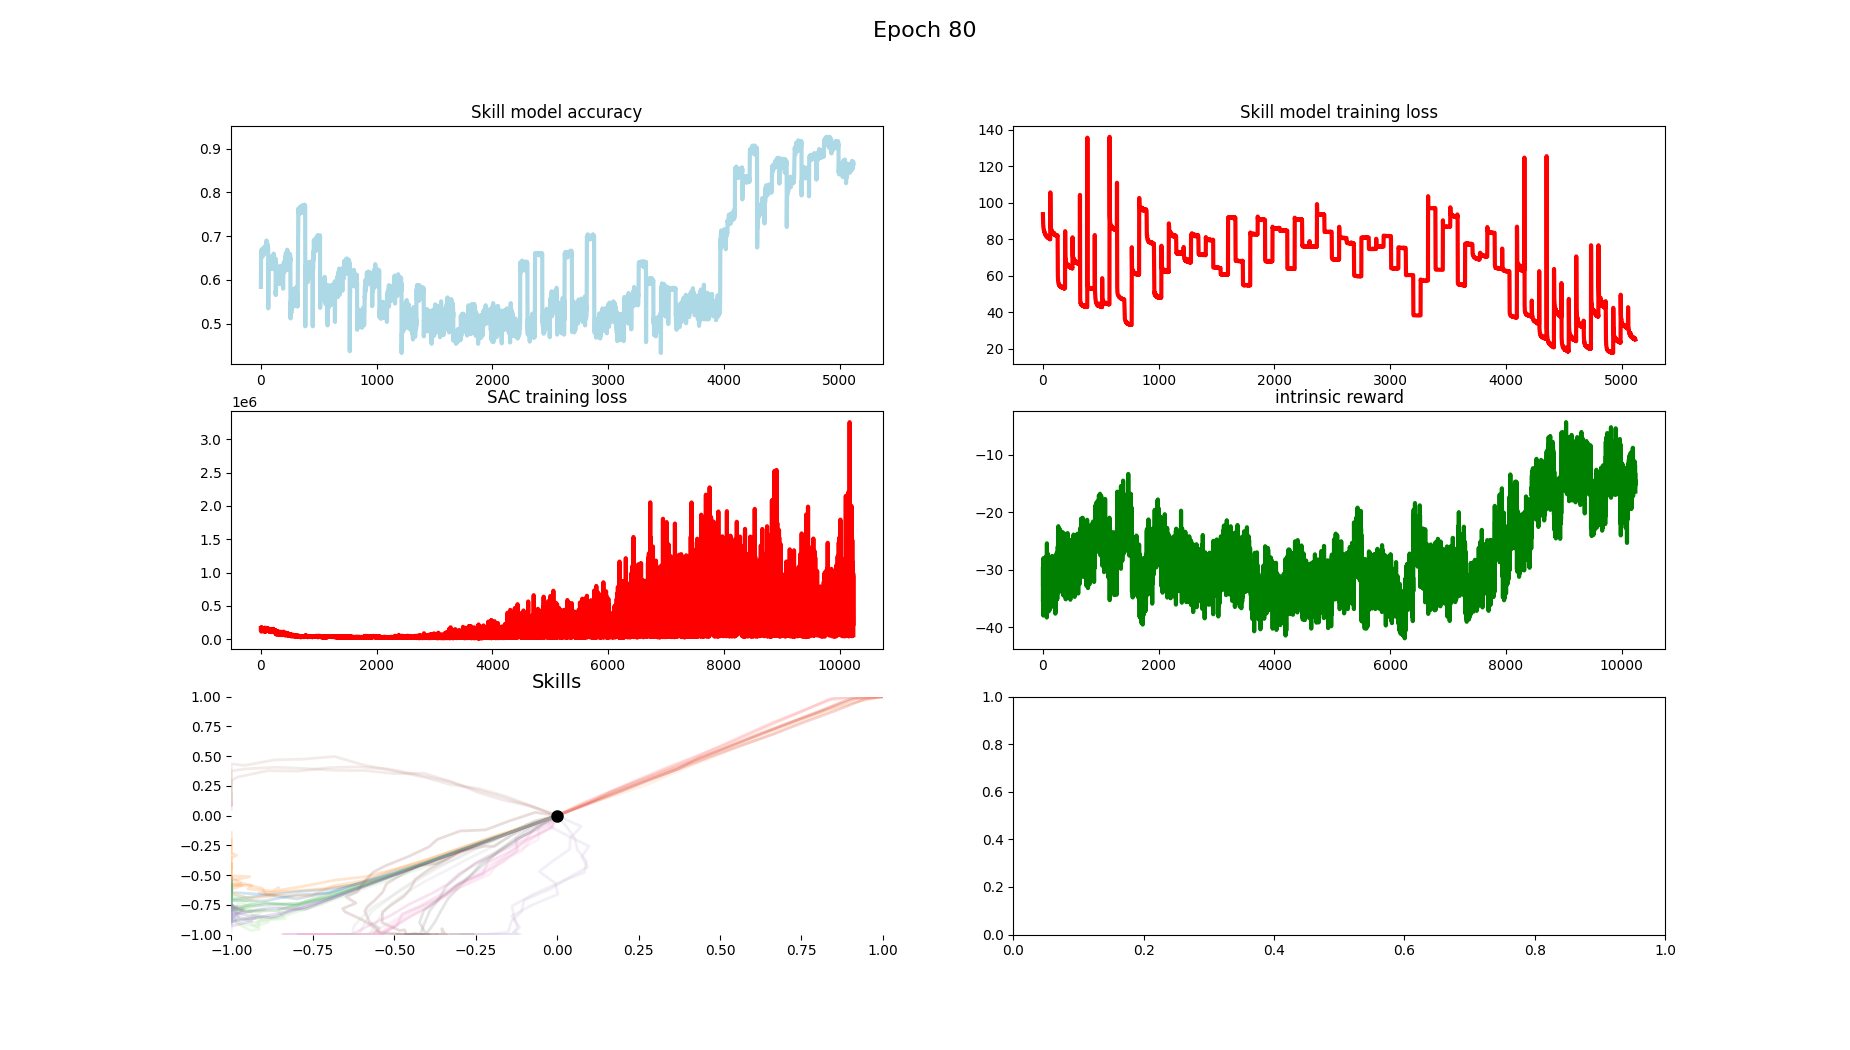 Epoch 80
Skill model accuracy
0.9
0.8
0.7
0.6
0.5
0 1000 2000 3000 4000 5000
Skill model training loss
140
120
100
80
60
40
20
0 1000 2000 3000 4000 5000
SAC training loss
1e6
3.0
2.5
2.0
1.5
1.0
0.5
0.0
0 2000 4000 6000 8000 10000
intrinsic reward
−10
−20
−30
−40
0 2000 4000 6000 8000 10000
Skills
1.00
0.75
0.50
0.25
0.00
−0.25
−0.50
−0.75
−1.00
−1.00 −0.75 −0.50 −0.25 0.00 0.25 0.50 0.75 1.00
1.0
0.8
0.6
0.4
0.2
0.0
0.0 0.2 0.4 0.6 0.8 1.0